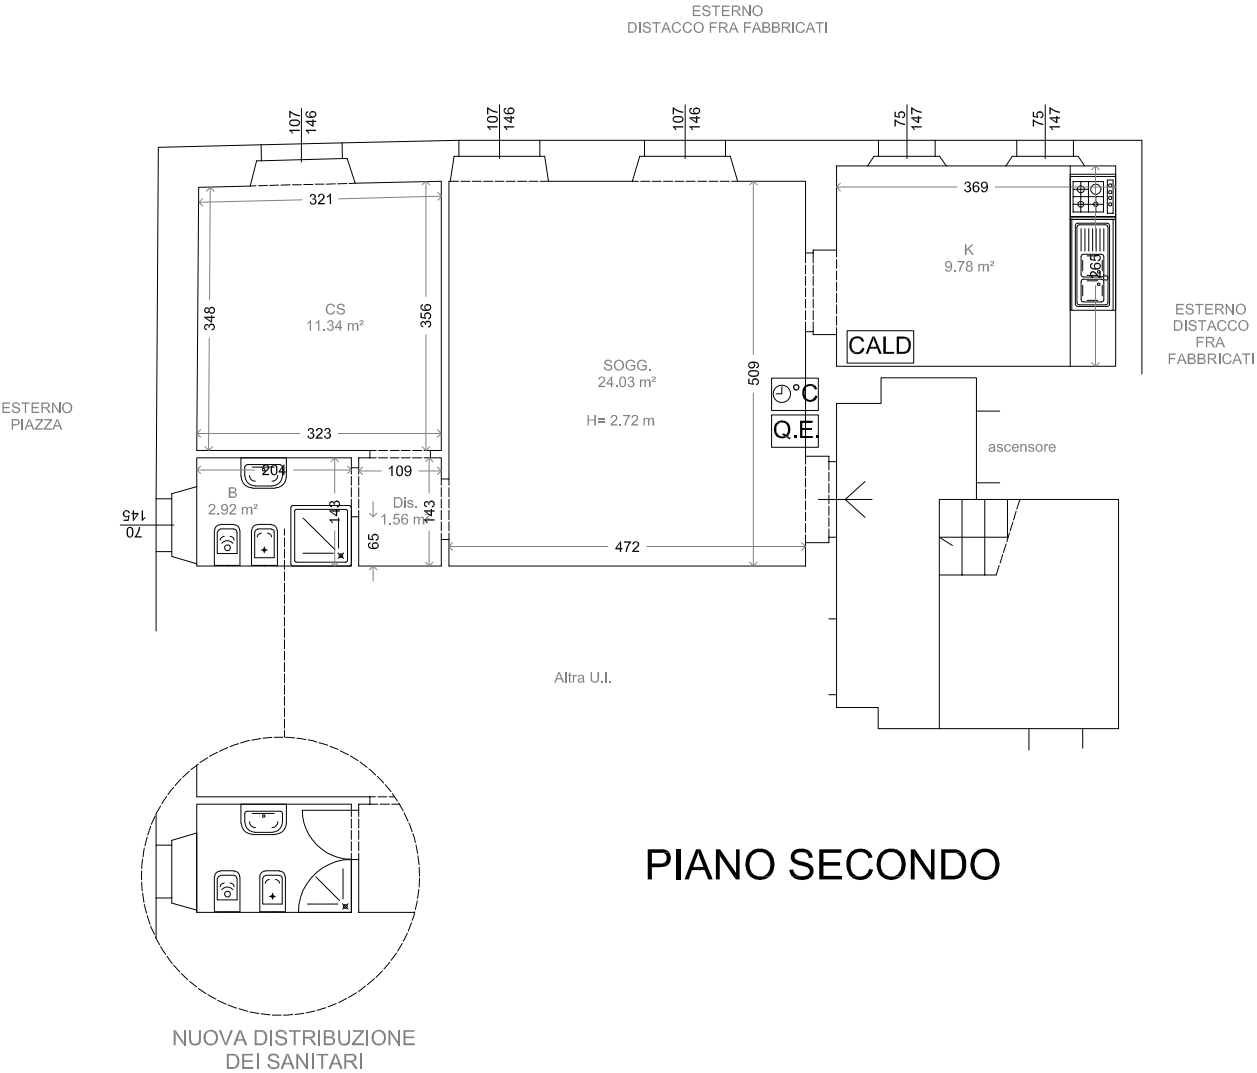 ESTERNO
DISTACCO FRA FABBRICATI
107
146
107
146
107
146
75
147
75
147
321
369
K
9.78 m²
265
348
CS
11.34 m²
356
ESTERNO
DISTACCO
FRA
FABBRICATI
CALD
SOGG.
24.03 m²
509
H= 2.72 m
°C
Q.E.
ESTERNO
PIAZZA
323
ascensore
204
109
B
2.92 m²
143
Dis.
1.56 m²
143
65
145
70
472
Altra U.I.
PIANO SECONDO
NUOVA DISTRIBUZIONE
DEI SANITARI